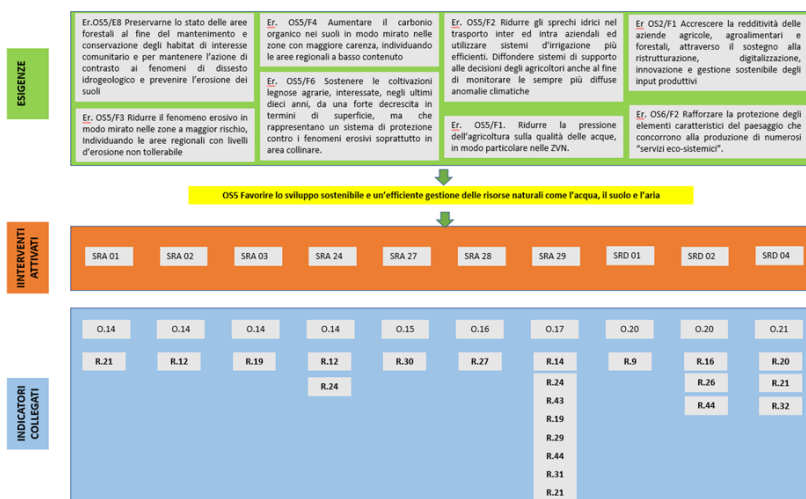 ESIGENZE
Er.OS5/E8 Preservarne lo stato delle aree
forestali al fine del mantenimento e
conservazione degli habitat di interesse
comunitario e per mantenere l'azione di
contrasto ai fenomeni di dissesto
idrogeologico e prevenire l'erosione dei
suoli
Er. OS5/F3 Ridurre il fenomeno erosivo in
modo mirato nelle zone a maggior rischio,
Individuando le aree regionali con livelli
d'erosione non tollerabile
Er. OS5/F4 Aumentare il carbonio
organico nei suoli in modo mirato nelle
zone con maggiore carenza, individuando
le aree regionali a basso contenuto
Er. OS5/F6 Sostenere le coltivazioni
legnose agrarie, interessate, negli ultimi
dieci anni, da una forte decrescita in
termini di superficie, ma che
rappresentano un sistema di protezione
contro i fenomeni erosivi soprattutto in
area collinare.
Er. OS5/F2 Ridurre gli sprechi idrici nel
trasporto inter ed intra aziendali ed
utilizzare sistemi d'irrigazione più
efficienti. Diffondere sistemi di supporto
alle decisioni degli agricoltori anche al fine
di monitorare le sempre più diffuse
anomalie climatiche
Er. OS5/F1. Ridurre la pressione
dell'agricoltura sulla qualità delle acque,
in modo particolare nelle ZVN.
Er OS2/F1 Accrescere la redditività delle
aziende agricole, agroalimentari e
forestali, attraverso il sostegno alla
ristrutturazione, digitalizzazione,
innovazione e gestione sostenibile degli
input produttivi
Er. OS6/F2 Rafforzare la protezione degli
elementi caratteristici del paesaggio che
concorrono alla produzione di numerosi
"servizi eco-sistemici".
OS5 Favorire lo sviluppo sostenibile e un'efficiente gestione delle risorse naturali come l'acqua, il suolo e l'aria
IINTERVENTI
ATTIVATI
SRA 01 SRA 02 SRA 03 SRA 24 SRA 27 SRA 28 SRA 29 SRD 01 SRD 02 SRD 04
INDICATORI
COLLEGATI
O.14 O.14 O.14 O.14 O.15 O.16 O.17 O.20 O.20 O.21
R.21 R.12 R.19 R.12 R.30 R.27 R.14 R.9 R.16 R.20
R.24 R.24 R.26 R.21
R.43 R.44 R.32
R.19
R.29
R.44
R.31
R.21